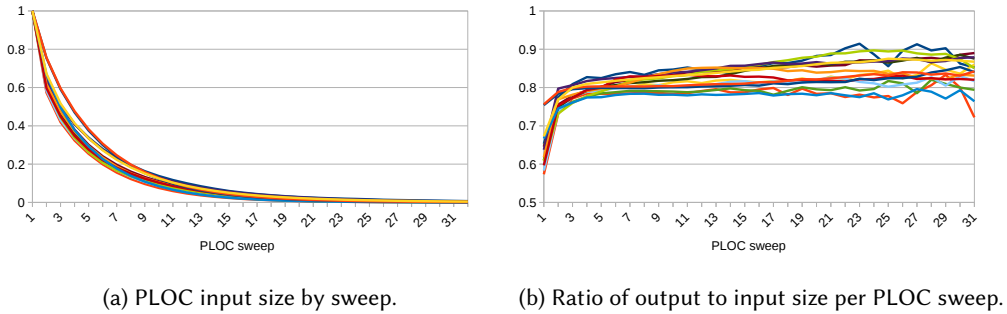 1
0.8
0.6
0.4
0.2
0
1 3 5 7 9 11 13 15 17 19 21 23 25 27 29 31
PLOC sweep
(a) PLOC input size by sweep.
1
0.9
0.8
0.7
0.6
0.5
1 3 5 7 9 11 13 15 17 19 21 23 25 27 29 31
PLOC sweep
(b) Ratio of output to input size per PLOC sweep.